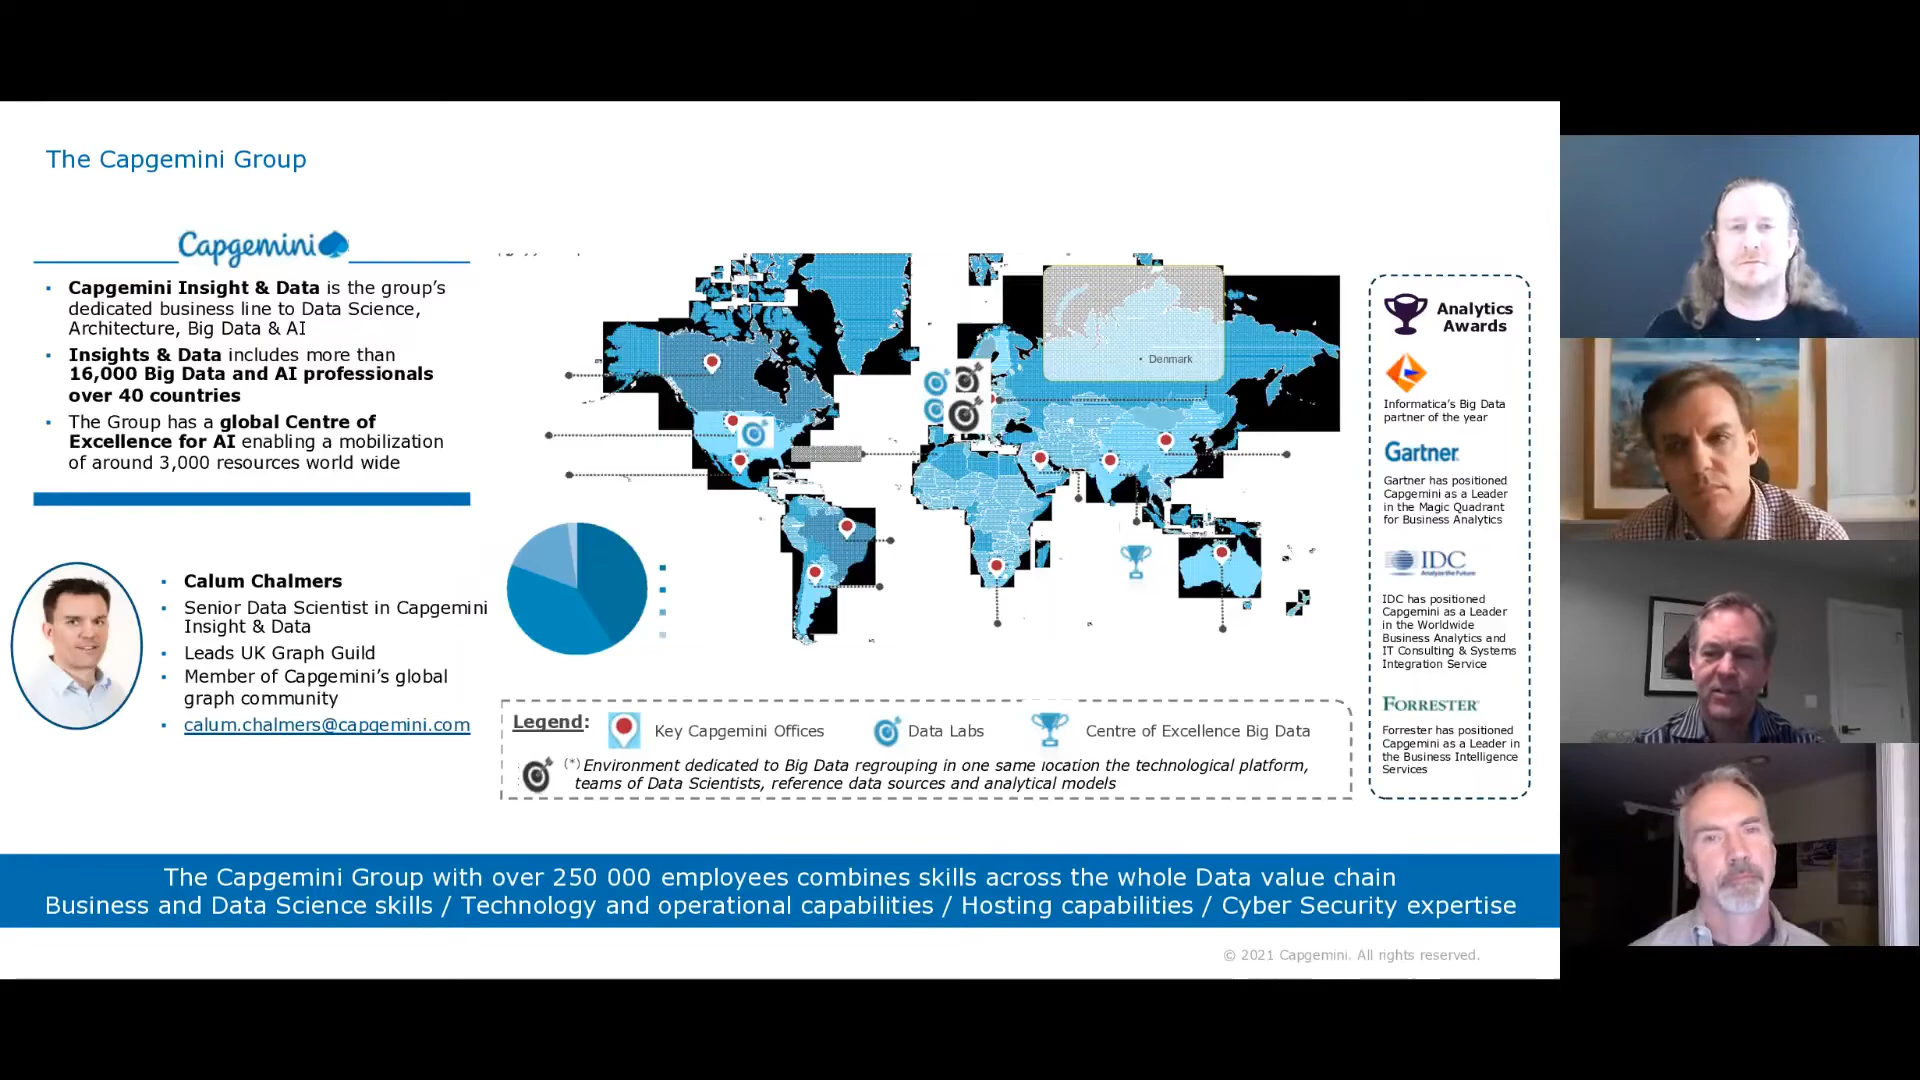 The Capgemini Group
Capgemini
Capgemini Insight & Data is the group's
dedicated business line to Data Science,
Architecture, Big Data & AI
Insights & Data includes more than
16,000 Big Data and AI professionals
over 40 countries
The Group has a global Centre of
Excellence for AI enabling a mobilization
of around 3,000 resources world wide
Calum Chalmers
Senior Data Scientist in Capgemini
Insight & Data
Leads UK Graph Guild
Member of Capgemini's global
graph community
calum.chalmers@capgemini.com
• Denmark
Legend:
Key Capgemini Offices
Data Labs
Centre of Excellence Big Data
(*) Environment dedicated to Big Data regrouping in one same location the technological platform,
teams of Data Scientists, reference data sources and analytical models
Analytics
Awards
Informatica's Big Data
partner of the year
Gartner
Gartner has positioned
Capgemini as a Leader
in the Magic Quadrant
for Business Analytics
IDC
Analyze the Future
IDC has positioned
Capgemini as a Leader
in the Worldwide
Business Analytics and
IT Consulting & Systems
Integration Service
FORRESTER
Forrester has positioned
Capgemini as a Leader in
the Business Intelligence
Services
The Capgemini Group with over 250 000 employees combines skills across the whole Data value chain
Business and Data Science skills / Technology and operational capabilities / Hosting capabilities / Cyber Security expertise
© 2021 Capgemini. All rights reserved.